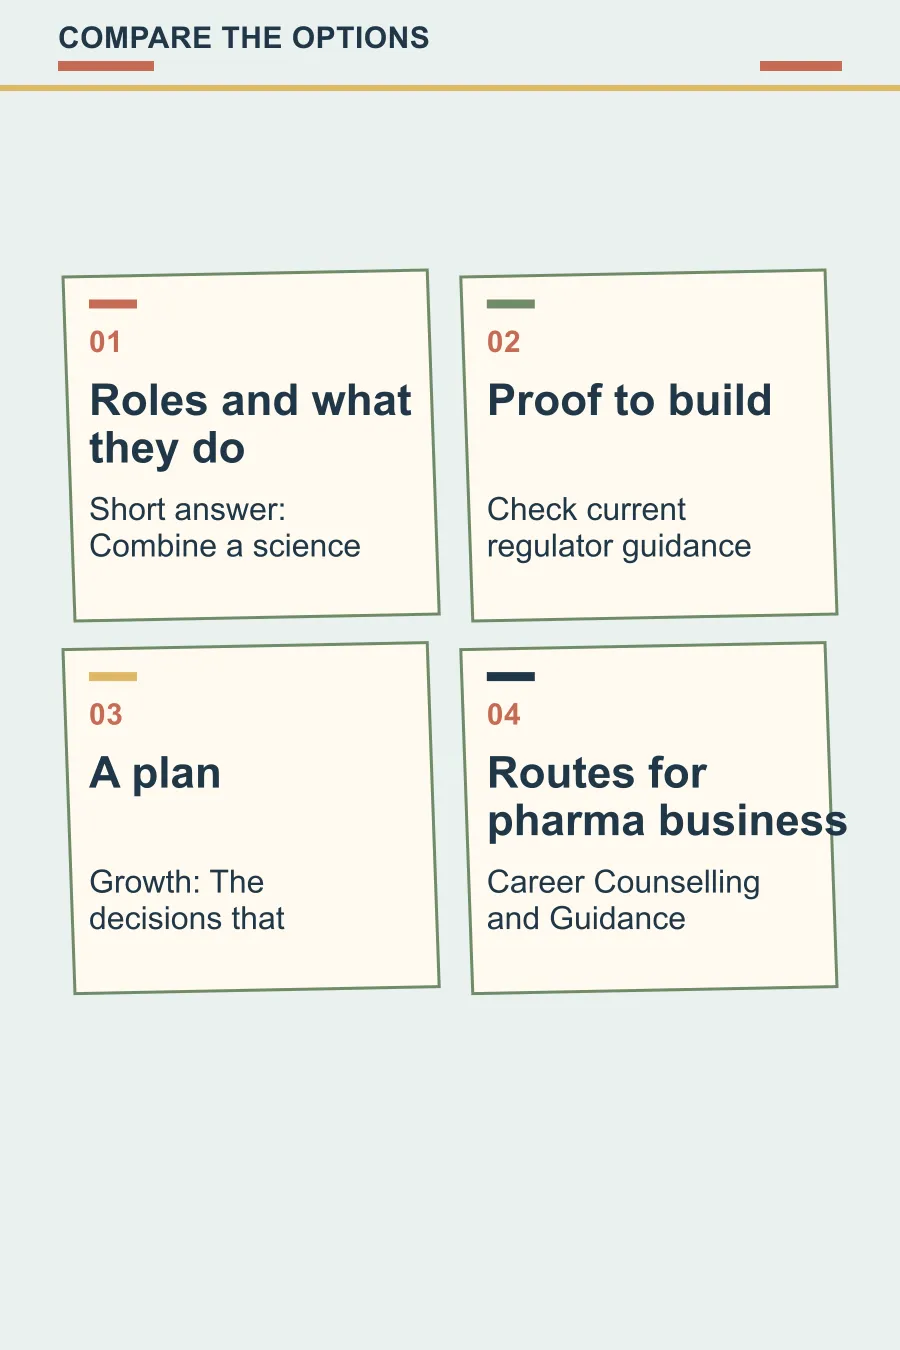 COMPARE THE OPTIONS
01
Roles and what
they do
Short answer:
Combine a science
02
Proof to build
Check current
regulator guidance
03
A plan
Growth: The
decisions that
04
Routes for
pharma business
Career Counselling
and Guidance